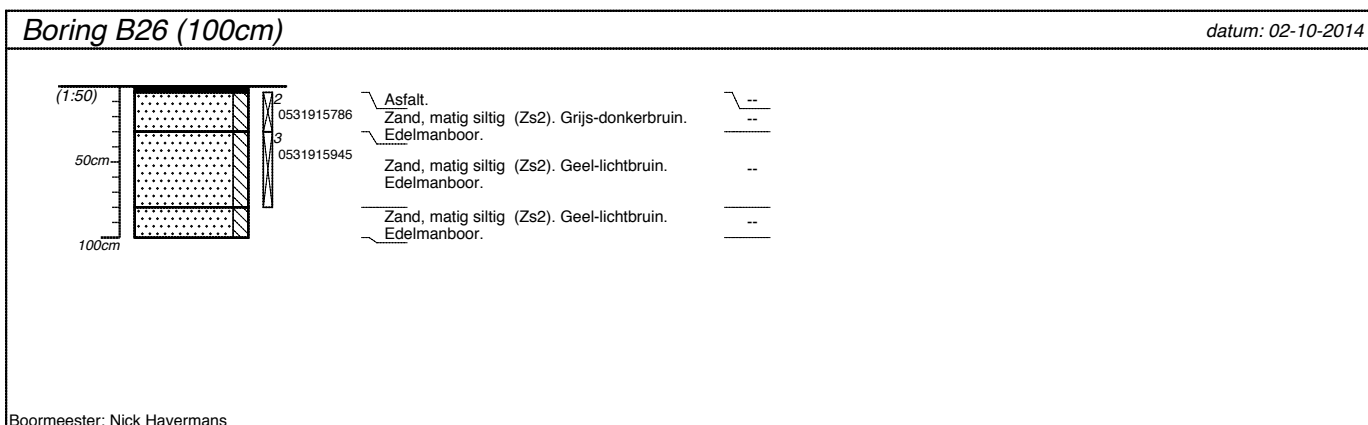 Boring B26 (100cm)
datum: 02-10-2014
(1:50)
50cm
100cm
2
0531915786
3
0531915945
Asfalt.
--
Zand, matig siltig (Zs2). Grijs-donkerbruin.
--
Edelmanboor.
Zand, matig siltig (Zs2). Geel-lichtbruin.
--
Edelmanboor.
Zand, matig siltig (Zs2). Geel-lichtbruin.
--
Edelmanboor.
Boormeester: Nick Havermans